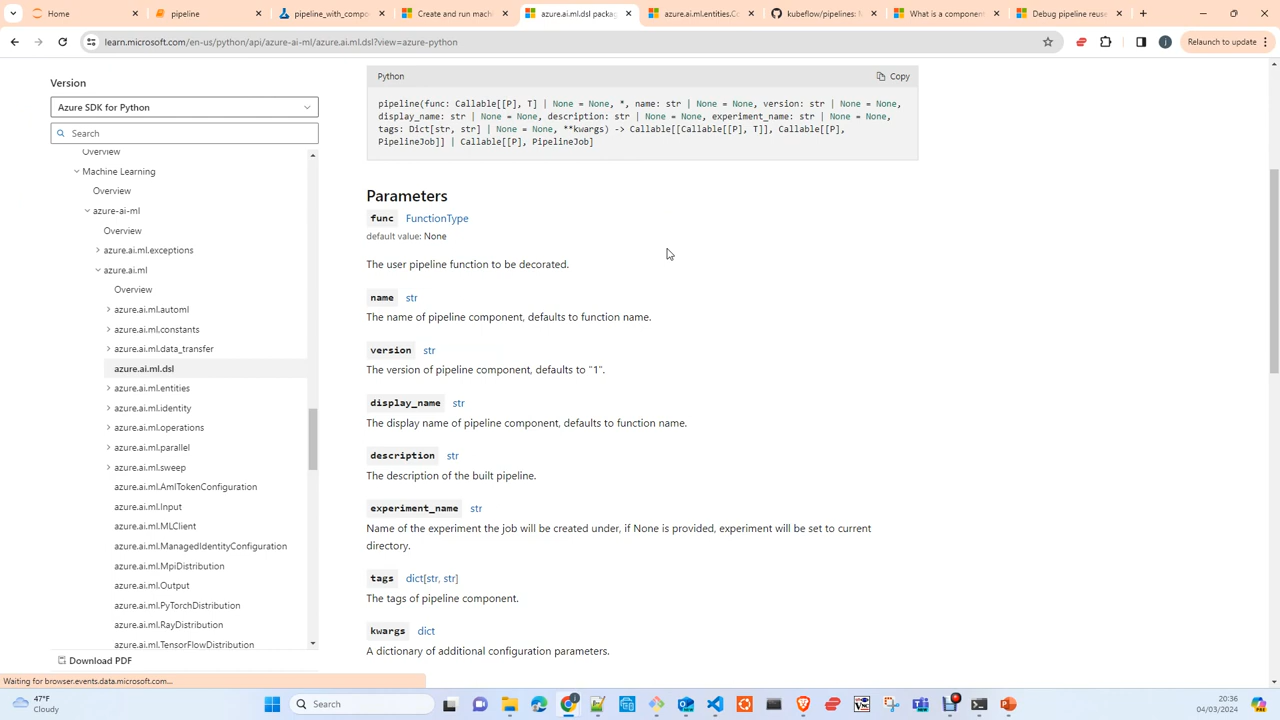 Home
pipeline
pipeline_with_compo
Create and run machi
azure.ai.ml.dsl packag
azure.ai.ml.entities.Co
kubeflow/pipelines: M
What is a component
Debug pipeline reuse
learn.microsoft.com/en-us/python/api/azure-ai-ml/azure.ai.ml.dsl?view=azure-python
Relaunch to update
Version
Azure SDK for Python
Search
Overview
Machine Learning
Overview
azure-ai-ml
Overview
azure.ai.ml.exceptions
azure.ai.ml
Overview
azure.ai.ml.automl
azure.ai.ml.constants
azure.ai.ml.data_transfer
azure.ai.ml.dsl
azure.ai.ml.entities
azure.ai.ml.identity
azure.ai.ml.operations
azure.ai.ml.parallel
azure.ai.ml.sweep
azure.ai.ml.AmlTokenConfiguration
azure.ai.ml.Input
azure.ai.ml.MLClient
azure.ai.ml.ManagedIdentityConfiguration
azure.ai.ml.MpiDistribution
azure.ai.ml.Output
azure.ai.ml.PyTorchDistribution
azure.ai.ml.RayDistribution
azure.ai.ml.TensorFlowDistribution
Download PDF
Python
Copy
pipeline(func: Callable[[P], T] | None = None, *, name: str | None = None, version: str | None = None,
display_name: str | None = None, description: str | None = None, experiment_name: str | None = None,
tags: Dict[str, str] | None = None, **kwargs) -> Callable[[Callable[[P], T]], Callable[[P],
PipelineJob]] | Callable[[P], PipelineJob]
Parameters
func FunctionType
default value: None
The user pipeline function to be decorated.
name str
The name of pipeline component, defaults to function name.
version str
The version of pipeline component, defaults to "1".
display_name str
The display name of pipeline component, defaults to function name.
description str
The description of the built pipeline.
experiment_name str
Name of the experiment the job will be created under, if None is provided, experiment will be set to current
directory.
tags dict[str, str]
The tags of pipeline component.
kwargs dict
A dictionary of additional configuration parameters.
Waiting for browser.events.data.microsoft.com...
47°F
Cloudy
Search
20:36
04/03/2024